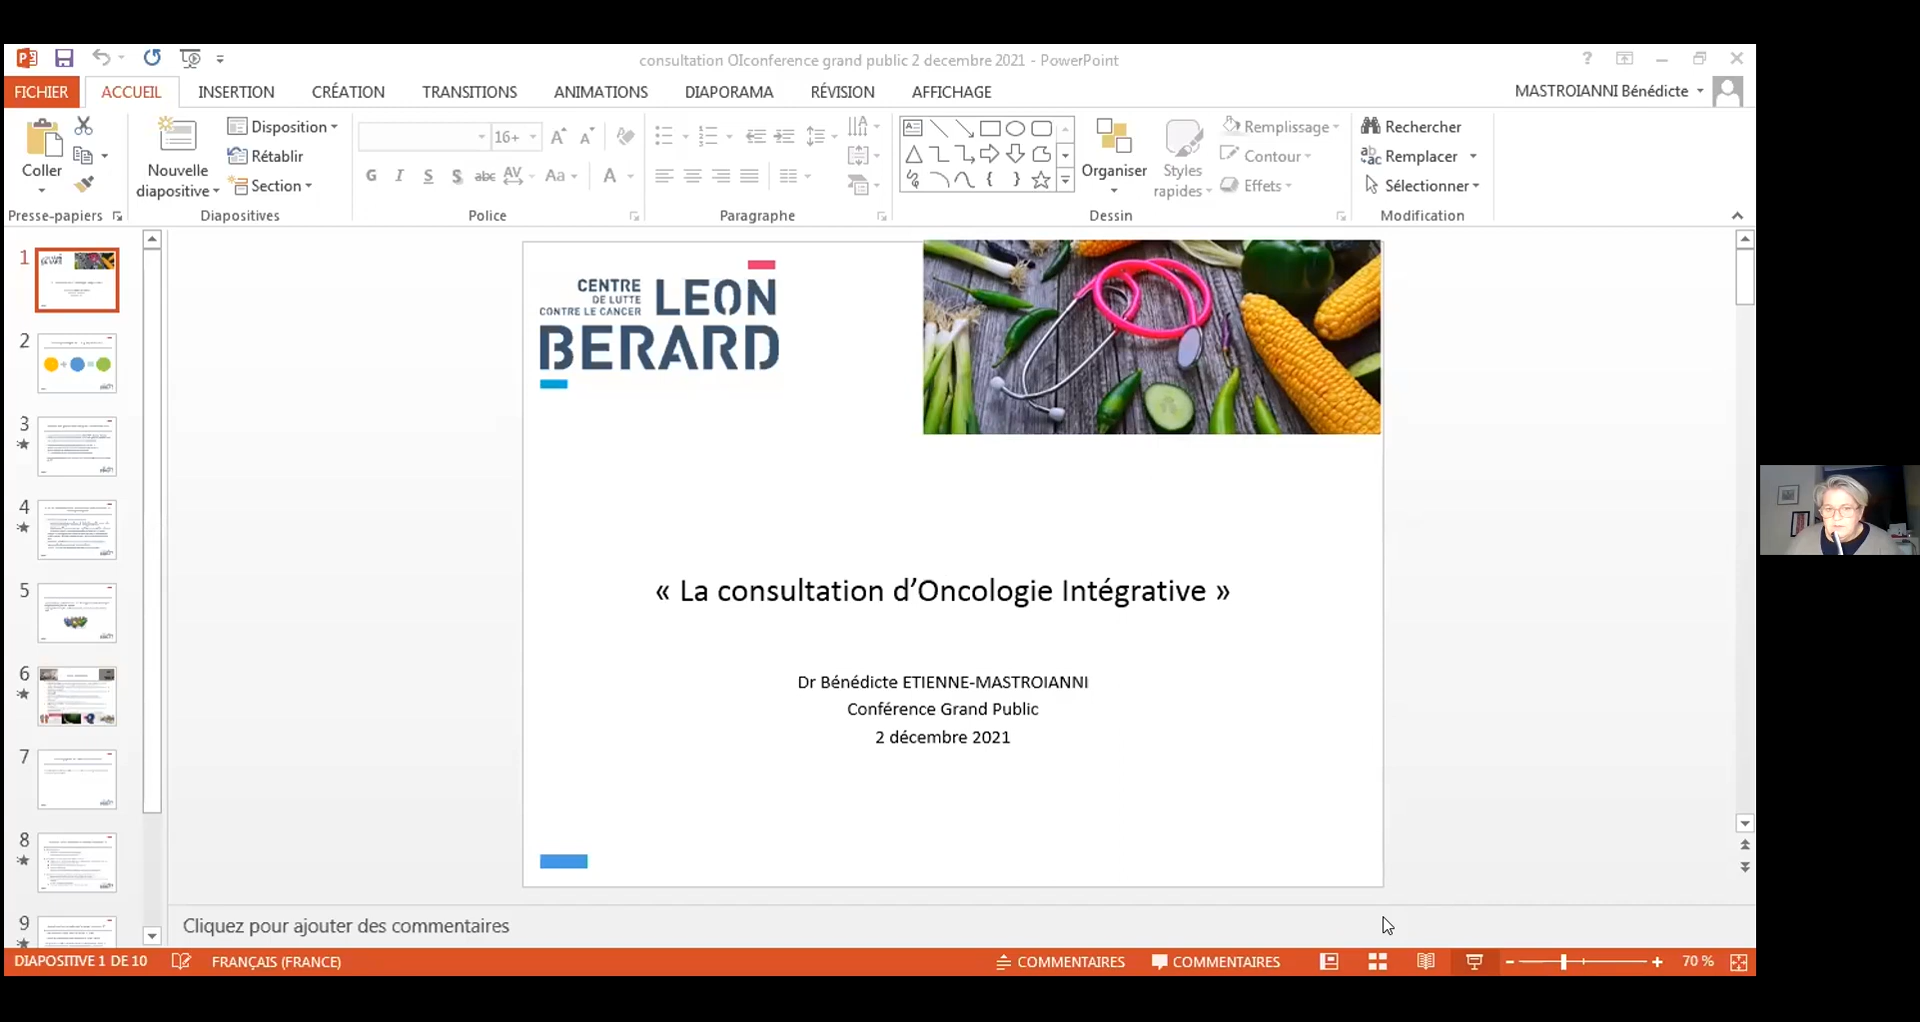 consultation OIconference grand public 2 decembre 2021 - PowerPoint
?
FICHIER
ACCUEIL
INSERTION
CRÉATION
TRANSITIONS
ANIMATIONS
DIAPORAMA
RÉVISION
AFFICHAGE
MASTROIANNI Bénédicte
Coller
Presse-papiers
Nouvelle
diapositive
Disposition
Rétablir
Section
Diapositives
16+
G I S S abc AV Aa A
Police
Paragraphe
Organiser
Styles
rapides
Remplissage
Contour
Effets
Dessin
Rechercher
Remplacer
Sélectionner
Modification
1
2
3
4
5
6
7
8
9
CENTRE
DE LUTTE
CONTRE LE CANCER
LEON
BERARD
« La consultation d’Oncologie Intégrative »
Dr Bénédicte ETIENNE-MASTROIANNI
Conférence Grand Public
2 décembre 2021
Cliquez pour ajouter des commentaires
DIAPOSITIVE 1 DE 10
FRANÇAIS (FRANCE)
COMMENTAIRES
COMMENTAIRES
70 %